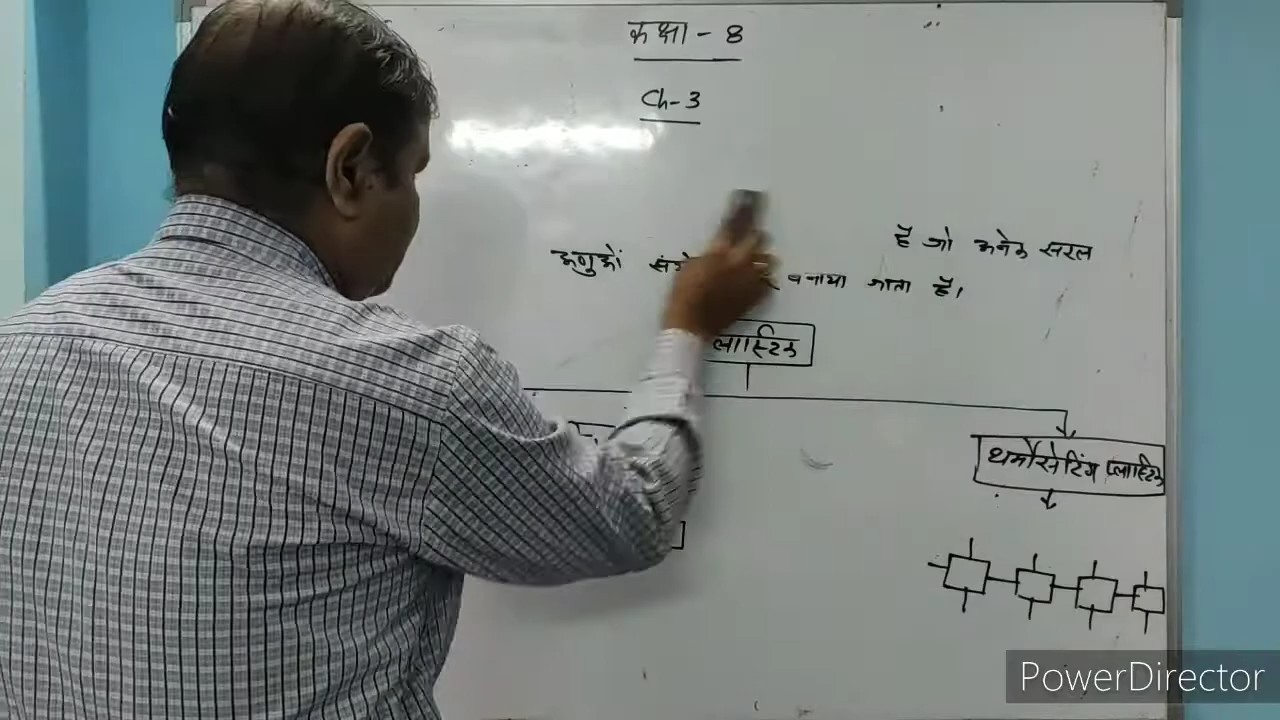 कक्षा - 8
Ch-3
हैं जो अनेक सरल
अणुओं बनाया जाता है।
लास्टिक
थर्मोसेटिंग प्लास्टिक
PowerDirector